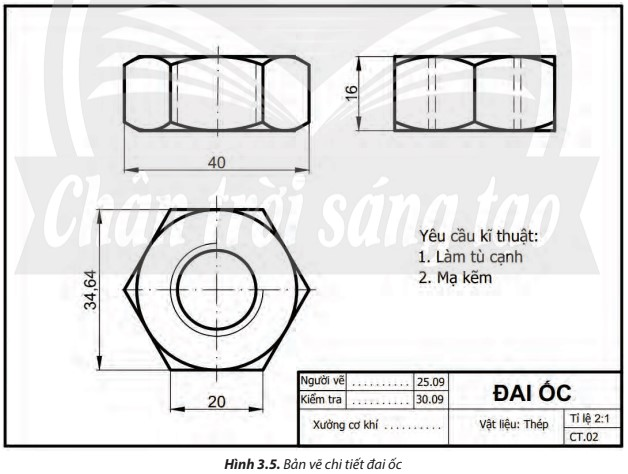 16
40
Chân trời sáng tạo
34,64
20
Yêu cầu kĩ thuật:
1. Làm tù cạnh
2. Mạ kẽm
Người vẽ .......... 25.09
Kiểm tra .......... 30.09
ĐAI ỐC
Xưởng cơ khí ..........
Vật liệu: Thép
Tỉ lệ 2:1
CT.02
Hình 3.5. Bản vẽ chi tiết đai ốc